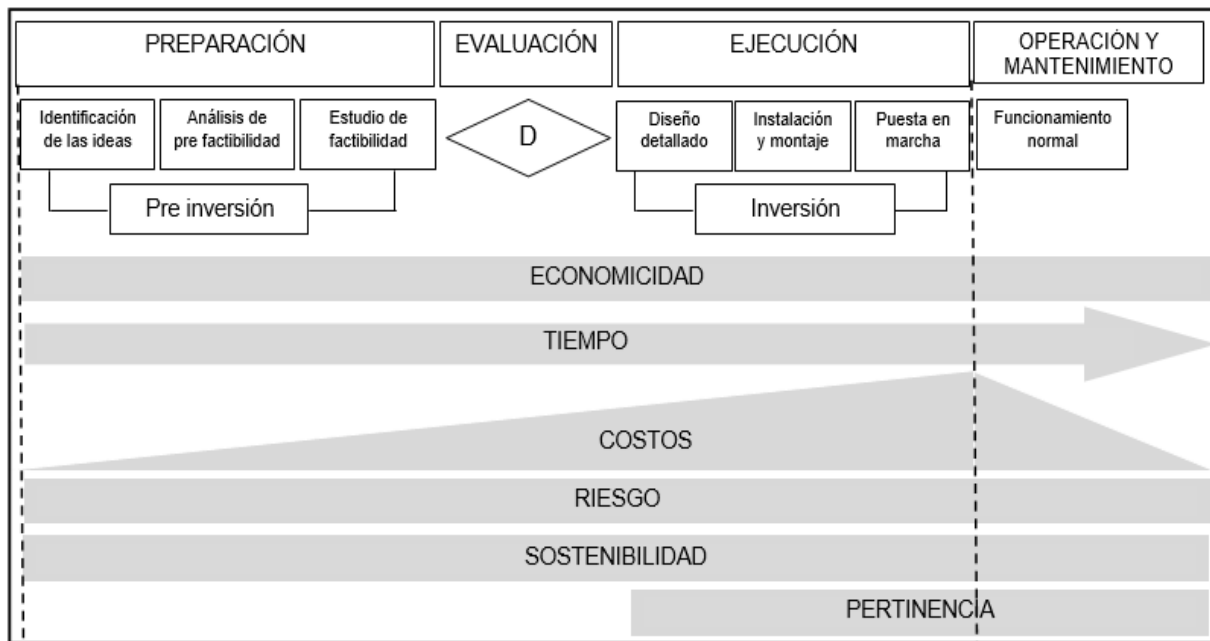 PREPARACIÓN
EVALUACIÓN
EJECUCIÓN
OPERACIÓN Y
MANTENIMIENTO
Identificación
de las ideas
Análisis de
pre factibilidad
Estudio de
factibilidad
D
Diseño
detallado
Instalación
y montaje
Puesta en
marcha
Funcionamiento
normal
Pre inversión
Inversión
ECONOMICIDAD
TIEMPO
COSTOS
RIESGO
SOSTENIBILIDAD
PERTINENCIA